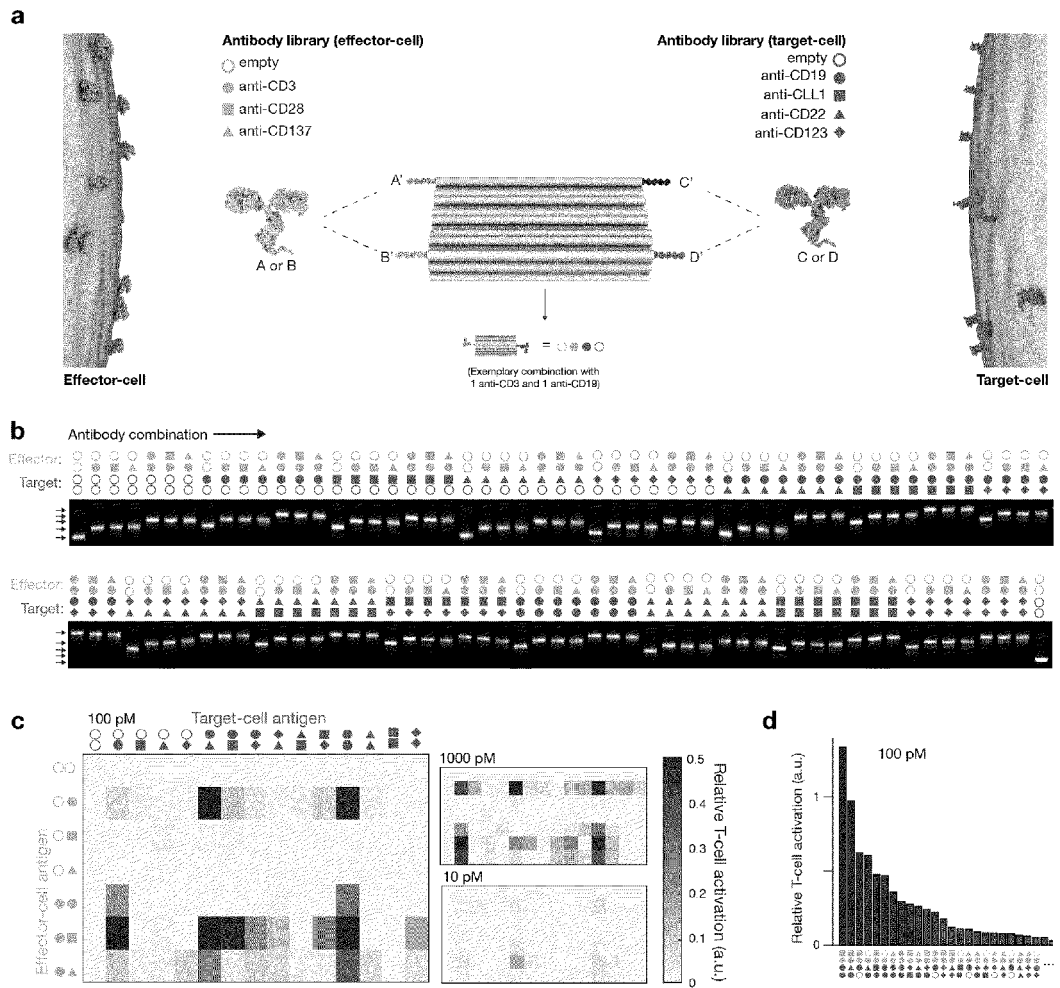 a
Antibody library (effector-cell)
empty
anti-CD3
anti-CD28
anti-CD137
Antibody library (target-cell)
empty
anti-CD19
anti-CLL1
anti-CD22
anti-CD123
A'
C'
B'
D'
A or B
C or D
=
(Exemplary combination with
1 anti-CD3 and 1 anti-CD19)
Effector-cell
Target-cell
b
Antibody combination
Effector:
Target:
Effector:
Target:
c
100 pM
Target-cell antigen
Effector-cell antigen
1000 pM
10 pM
0.5
0.4
0.3
0.2
0.1
0
Relative T-cell activation (a.u.)
d
100 pM
Relative T-cell activation (a.u.)
1
0
...